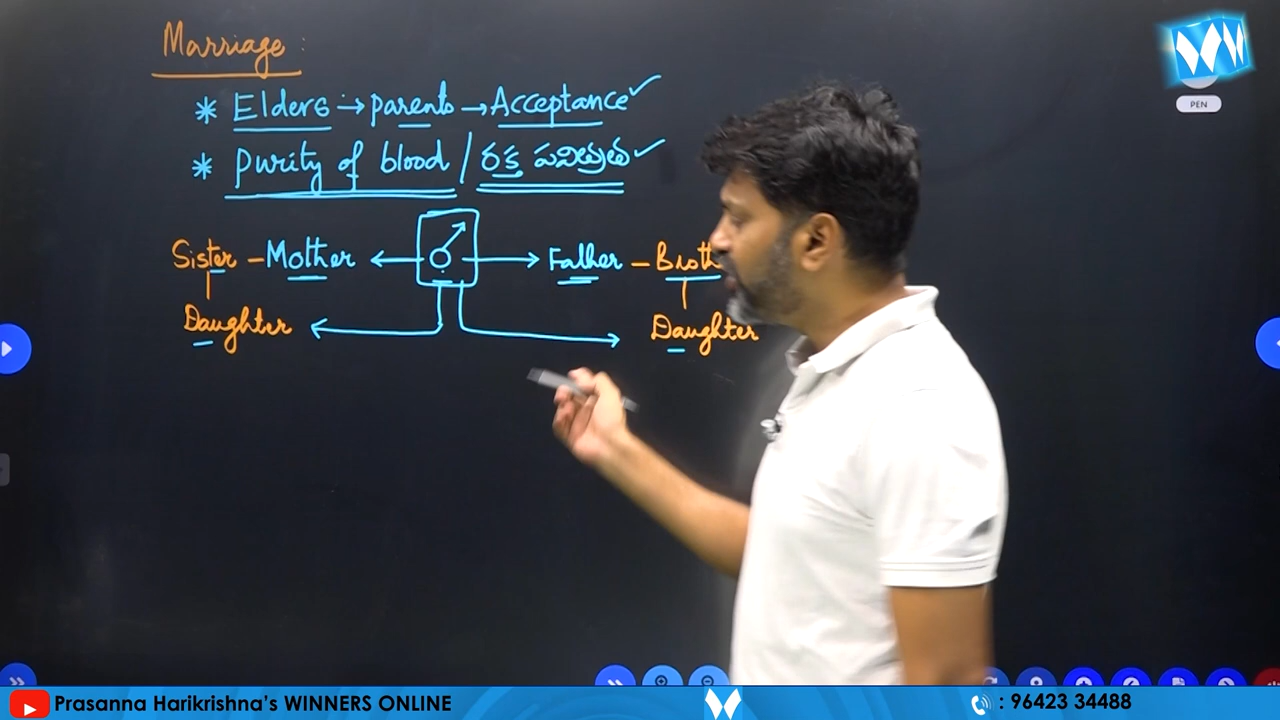 Marriage :
* Elders → parents → Acceptance ✓
* Purity of blood / రక్త పవిత్రత ✓
Sister – Mother ← ♂ → Father – Broth
Daughter
Daughter
PEN
Prasanna Harikrishna's WINNERS ONLINE
: 96423 34488